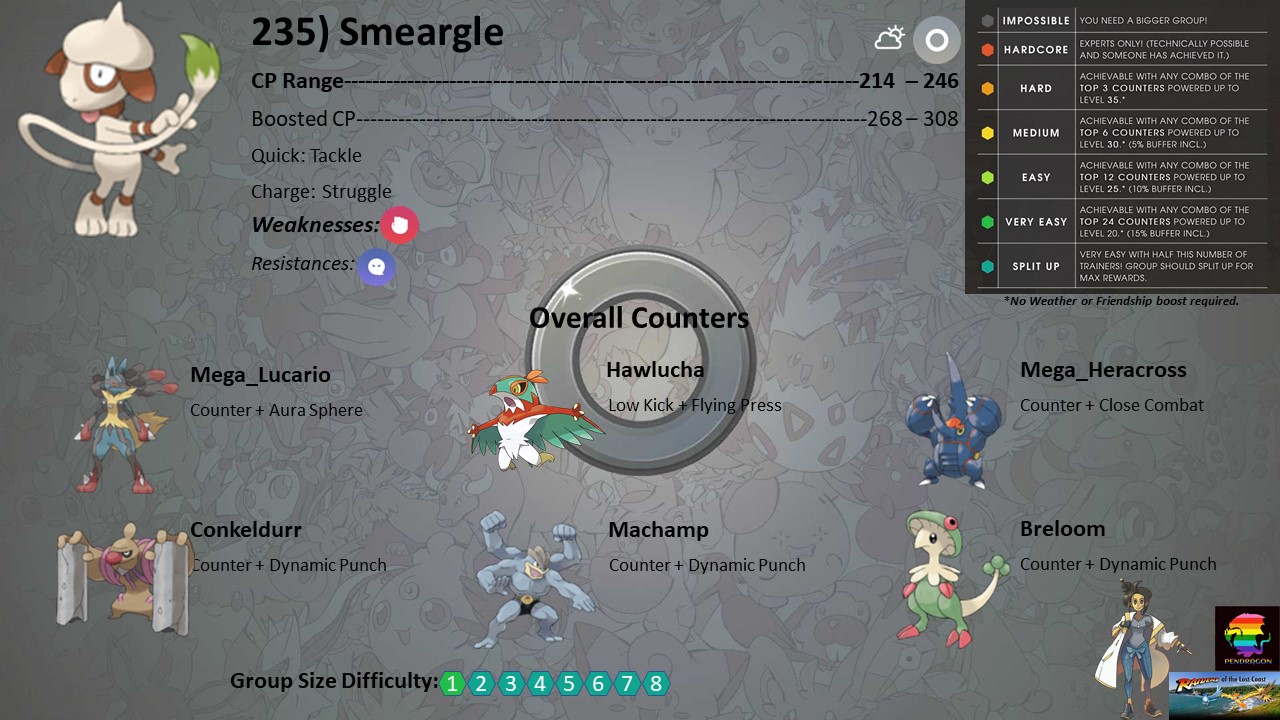 235) Smeargle
CP Range------------------------------------------------------------------------214 – 246
Boosted CP------------------------------------------------------------------------268 – 308
Quick: Tackle
Charge: Struggle
Weaknesses:
Resistances:
IMPOSSIBLE YOU NEED A BIGGER GROUP!
HARDCORE EXPERTS ONLY! (TECHNICALLY POSSIBLE
AND SOMEONE HAS ACHIEVED IT.)
HARD ACHIEVABLE WITH ANY COMBO OF THE
TOP 3 COUNTERS POWERED UP TO
LEVEL 35.*
MEDIUM ACHIEVABLE WITH ANY COMBO OF THE
TOP 6 COUNTERS POWERED UP TO
LEVEL 30.* (5% BUFFER INCL.)
EASY ACHIEVABLE WITH ANY COMBO OF THE
TOP 12 COUNTERS POWERED UP TO
LEVEL 25.* (10% BUFFER INCL.)
VERY EASY ACHIEVABLE WITH ANY COMBO OF THE
TOP 24 COUNTERS POWERED UP TO
LEVEL 20.* (15% BUFFER INCL.)
SPLIT UP VERY EASY WITH HALF THIS NUMBER OF
TRAINERS! GROUP SHOULD SPLIT UP FOR
MAX REWARDS.
*No Weather or Friendship boost required.
Overall Counters
Mega_Lucario
Counter + Aura Sphere
Hawlucha
Low Kick + Flying Press
Mega_Heracross
Counter + Close Combat
Conkeldurr
Counter + Dynamic Punch
Machamp
Counter + Dynamic Punch
Breloom
Counter + Dynamic Punch
Group Size Difficulty: 1 2 3 4 5 6 7 8
PENDRAGON
RAIDERS of the Lost Coast